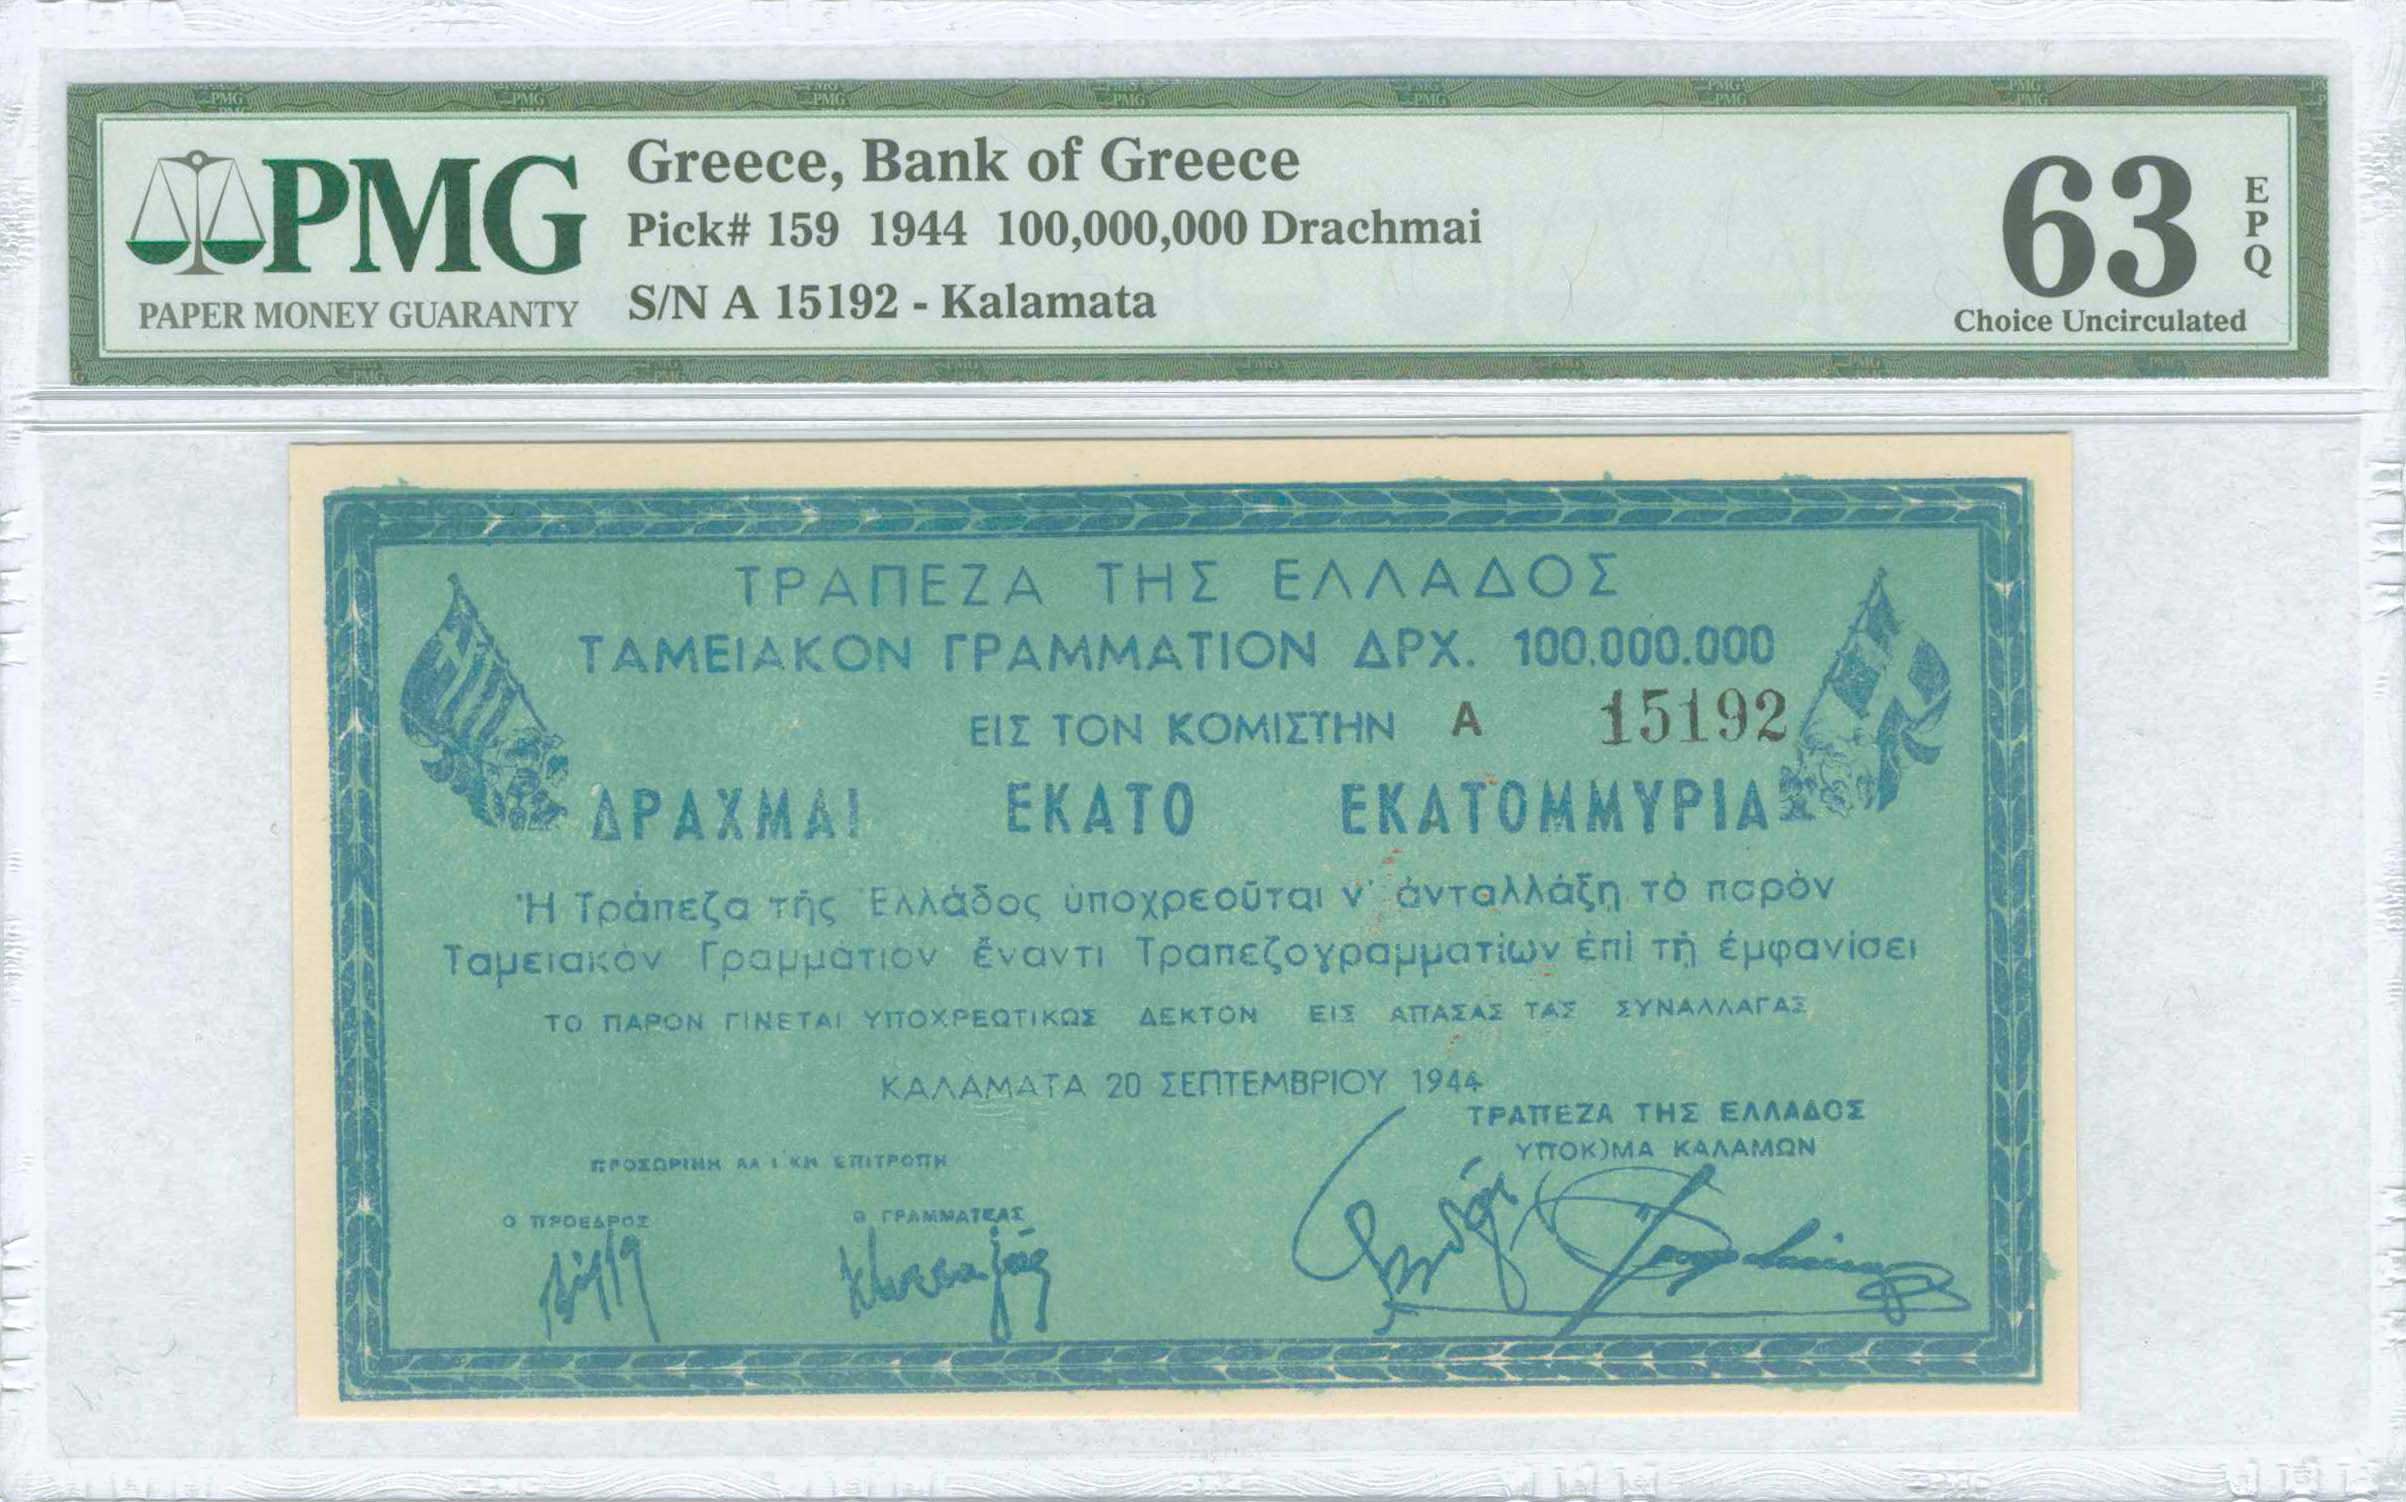 PMG
PAPER MONEY GUARANTY
Greece, Bank of Greece
Pick# 159 1944 100,000,000 Drachmai
S/N A 15192 - Kalamata
63
EPQ
Choice Uncirculated
ΤΡΑΠΕΖΑ ΤΗΣ ΕΛΛΑΔΟΣ
ΤΑΜΕΙΑΚΟΝ ΓΡΑΜΜΑΤΙΟΝ ΔΡΧ. 100.000.000
ΕΙΣ ΤΟΝ ΚΟΜΙΣΤΗΝ Α 15192
ΔΡΑΧΜΑΙ ΕΚΑΤΟ ΕΚΑΤΟΜΜΥΡΙΑ
Ἡ Τράπεζα τῆς Ἑλλάδος ὑποχρεοῦται ν' ἀνταλλάξῃ τὸ παρὸν
Ταμειακὸν Γραμμάτιον ἔναντι Τραπεζογραμματίων ἐπὶ τῇ ἐμφανίσει
ΤΟ ΠΑΡΟΝ ΓΙΝΕΤΑΙ ΥΠΟΧΡΕΩΤΙΚΩΣ ΔΕΚΤΟΝ ΕΙΣ ΑΠΑΣΑΣ ΤΑΣ ΣΥΝΑΛΛΑΓΑΣ
ΚΑΛΑΜΑΤΑ 20 ΣΕΠΤΕΜΒΡΙΟΥ 1944
ΤΡΑΠΕΖΑ ΤΗΣ ΕΛΛΑΔΟΣ
ΥΠΟΚ)ΜΑ ΚΑΛΑΜΩΝ
ΠΡΟΣΩΡΙΝΗ ΕΠΙΤΡΟΠΗ
Ο ΠΡΟΕΔΡΟΣ
Ο ΓΡΑΜΜΑΤΕΑΣ